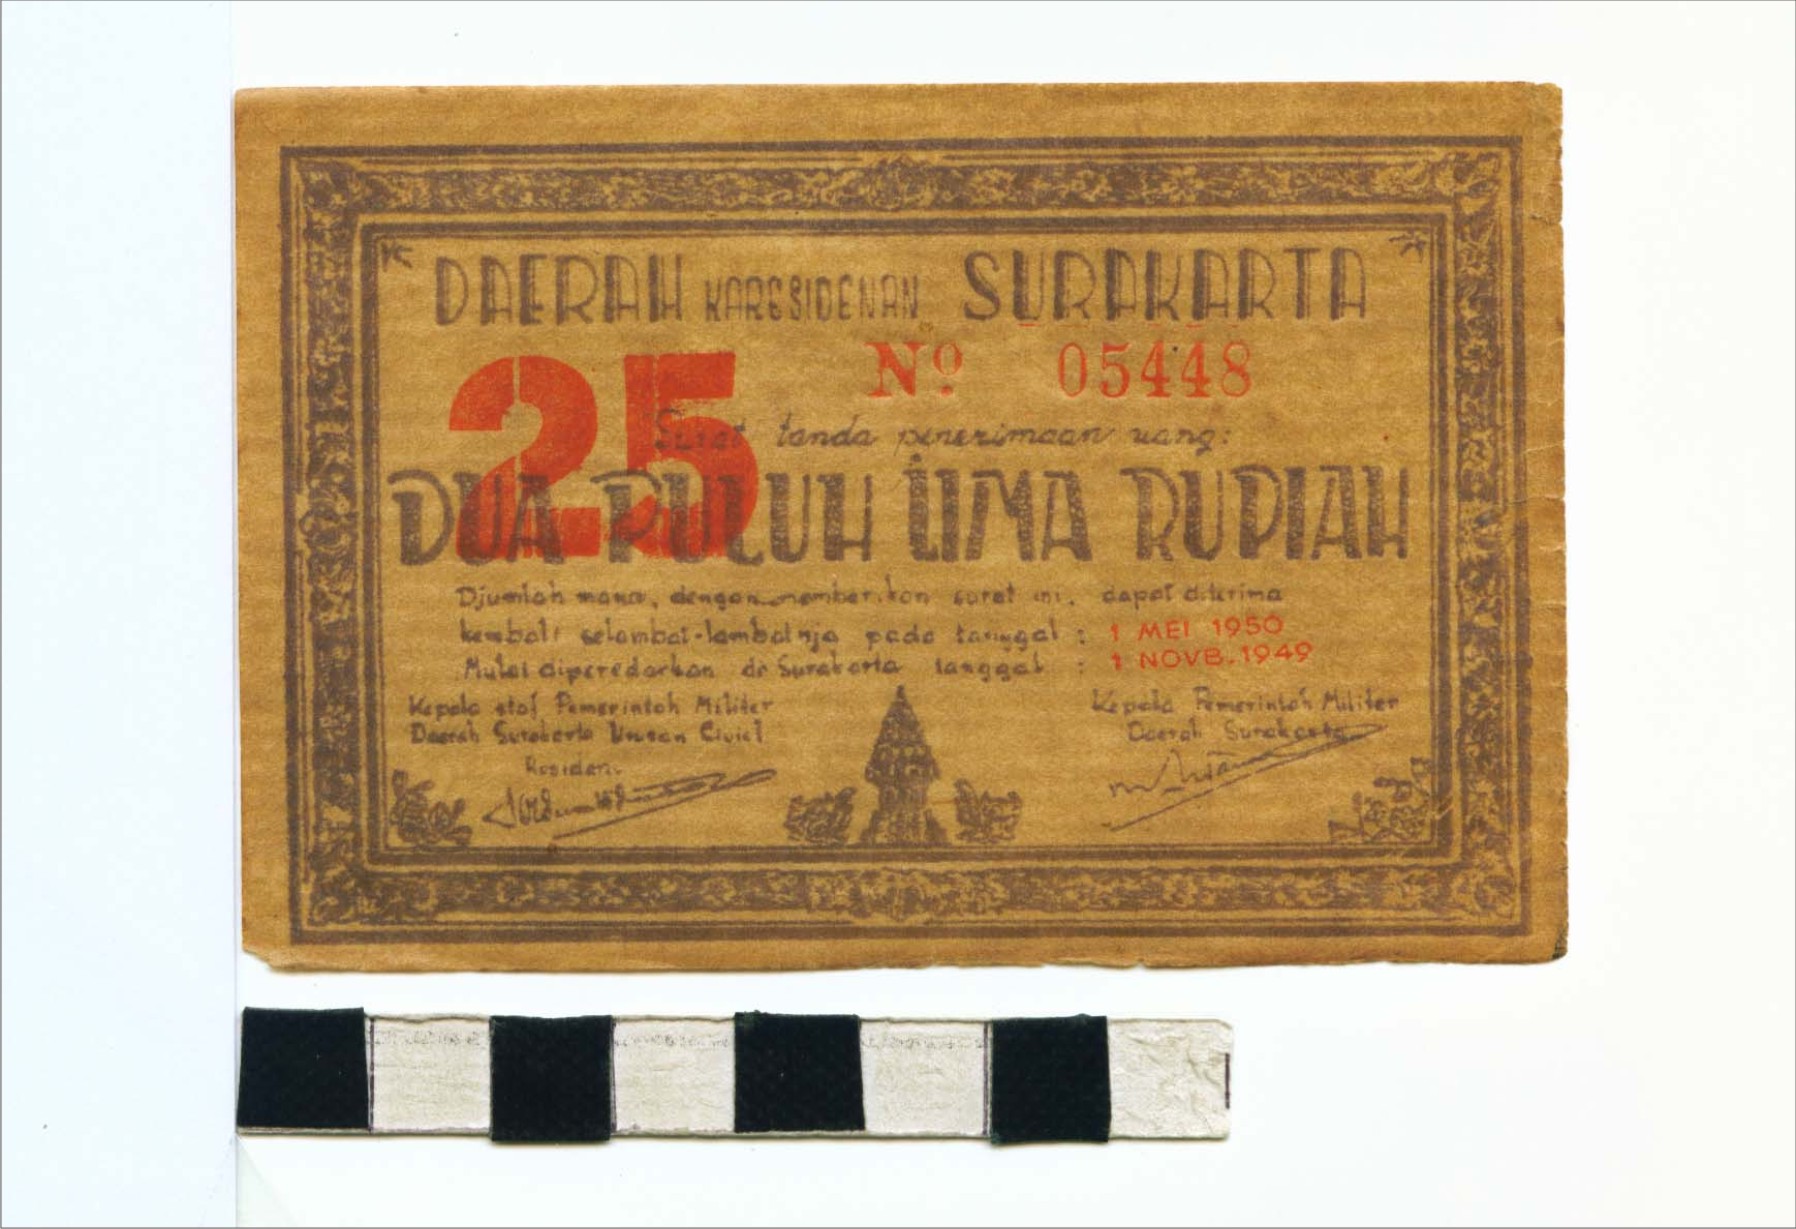 DAERAH KARESIDENAN SURAKARTA
25
Nº 05448
Surat tanda penerimaan uang:
DUA PULUH LIMA RUPIAH
Djumlah mana, dengan memberikan surat ini, dapat diterima
kembali selambat-lambatnja pada tanggal : 1 MEI 1950
Mulai diperedarkan di Surakarta tanggal : 1 NOVB. 1949
Kepala staf Pemerintah Militer
Daerah Surakarta Urusan Civiel
Residen.
Kepala Pemerintah Militer
Daerah Surakarta